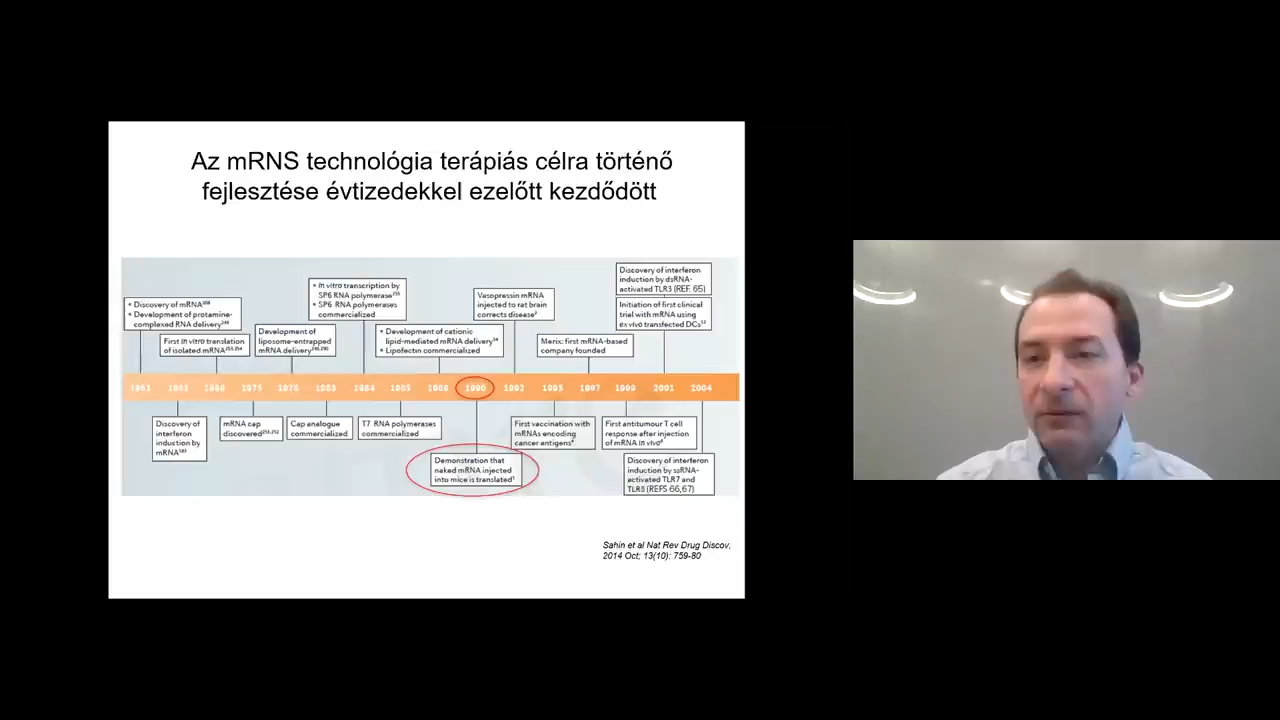 Az mRNS technológia terápiás célra történő
fejlesztése évtizedekkel ezelőtt kezdődött
• Discovery of mRNA
• Development of protamine-
complexed RNA delivery
First in vitro translation
of isolated mRNA
Development of
liposome-entrapped
mRNA delivery
• In vitro transcription by
SP6 RNA polymerase
• SP6 RNA polymerases
commercialized
• Development of cationic
lipid-mediated mRNA delivery
• Lipofectin commercialized
Vasopressin mRNA
injected to rat brain
corrects disease
Merix: first mRNA-based
company founded
Discovery of interferon
induction by dsRNA-
activated TLR3 (REF. 65)
Initiation of first clinical
trial with mRNA using
ex vivo transfected DCs
1961 1963 1969 1975 1978 1983 1984 1985 1989 1990 1992 1995 1997 1999 2001 2004
Discovery of
interferon
induction by
mRNA
mRNA cap
discovered
Cap analogue
commercialized
T7 RNA polymerases
commercialized
Demonstration that
naked mRNA injected
into mice is translated
First vaccination with
mRNAs encoding
cancer antigens
First antitumour T cell
response after injection
of mRNA in vivo
Discovery of interferon
induction by ssRNA-
activated TLR7 and
TLR8 (REFS 66,67)
Sahin et al Nat Rev Drug Discov,
2014 Oct; 13(10): 759-80